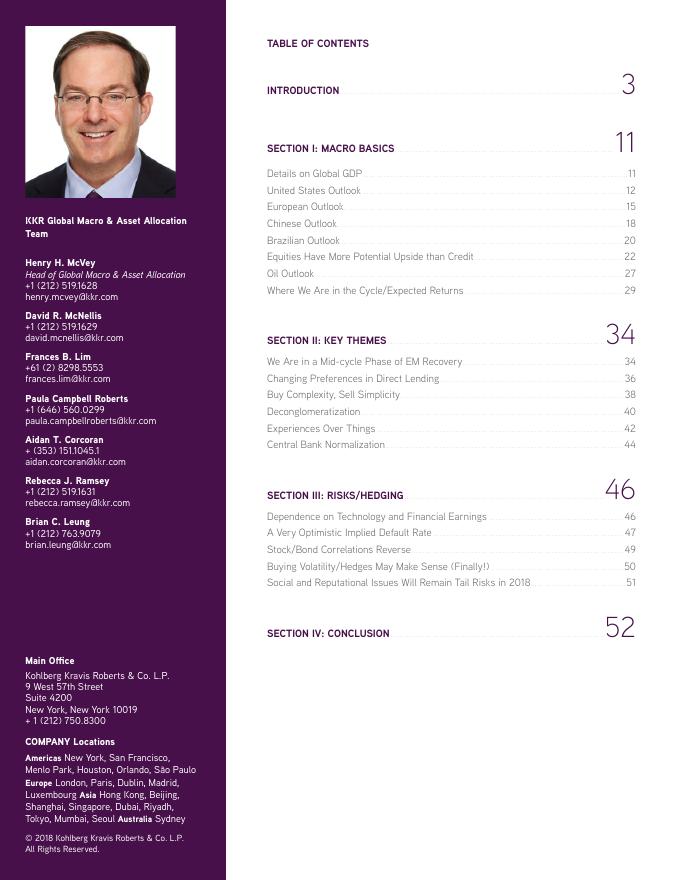 KKR Global Macro & Asset Allocation
Team
Henry H. McVey
Head of Global Macro & Asset Allocation
+1 (212) 519.1628
henry.mcvey@kkr.com
David R. McNellis
+1 (212) 519.1629
david.mcnellis@kkr.com
Frances B. Lim
+61 (2) 8298.5553
frances.lim@kkr.com
Paula Campbell Roberts
+1 (646) 560.0299
paula.campbellroberts@kkr.com
Aidan T. Corcoran
+ (353) 151.1045.1
aidan.corcoran@kkr.com
Rebecca J. Ramsey
+1 (212) 519.1631
rebecca.ramsey@kkr.com
Brian C. Leung
+1 (212) 763.9079
brian.leung@kkr.com
Main Office
Kohlberg Kravis Roberts & Co. L.P.
9 West 57th Street
Suite 4200
New York, New York 10019
+ 1 (212) 750.8300
COMPANY Locations
Americas New York, San Francisco,
Menlo Park, Houston, Orlando, São Paulo
Europe London, Paris, Dublin, Madrid,
Luxembourg Asia Hong Kong, Beijing,
Shanghai, Singapore, Dubai, Riyadh,
Tokyo, Mumbai, Seoul Australia Sydney
© 2018 Kohlberg Kravis Roberts & Co. L.P.
All Rights Reserved.
TABLE OF CONTENTS
INTRODUCTION 3
SECTION I: MACRO BASICS 11
Details on Global GDP 11
United States Outlook 12
European Outlook 15
Chinese Outlook 18
Brazilian Outlook 20
Equities Have More Potential Upside than Credit 22
Oil Outlook 27
Where We Are in the Cycle/Expected Returns 29
SECTION II: KEY THEMES 34
We Are in a Mid-cycle Phase of EM Recovery 34
Changing Preferences in Direct Lending 36
Buy Complexity, Sell Simplicity 38
Deconglomeratization 40
Experiences Over Things 42
Central Bank Normalization 44
SECTION III: RISKS/HEDGING 46
Dependence on Technology and Financial Earnings 46
A Very Optimistic Implied Default Rate 47
Stock/Bond Correlations Reverse 49
Buying Volatility/Hedges May Make Sense (Finally!) 50
Social and Reputational Issues Will Remain Tail Risks in 2018 51
SECTION IV: CONCLUSION 52